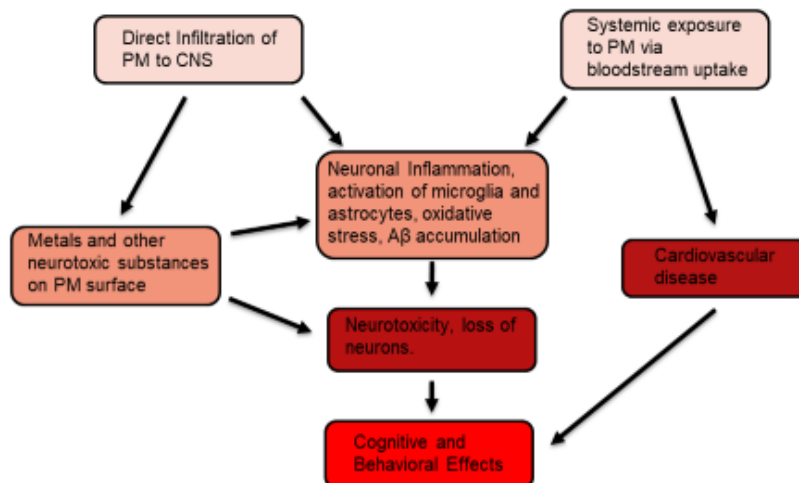 Direct Infiltration of
PM to CNS
Systemic exposure
to PM via
bloodstream uptake
Neuronal Inflammation,
activation of microglia and
astrocytes, oxidative
stress, Aβ accumulation
Metals and other
neurotoxic substances
on PM surface
Cardiovascular
disease
Neurotoxicity, loss of
neurons.
Cognitive and
Behavioral Effects